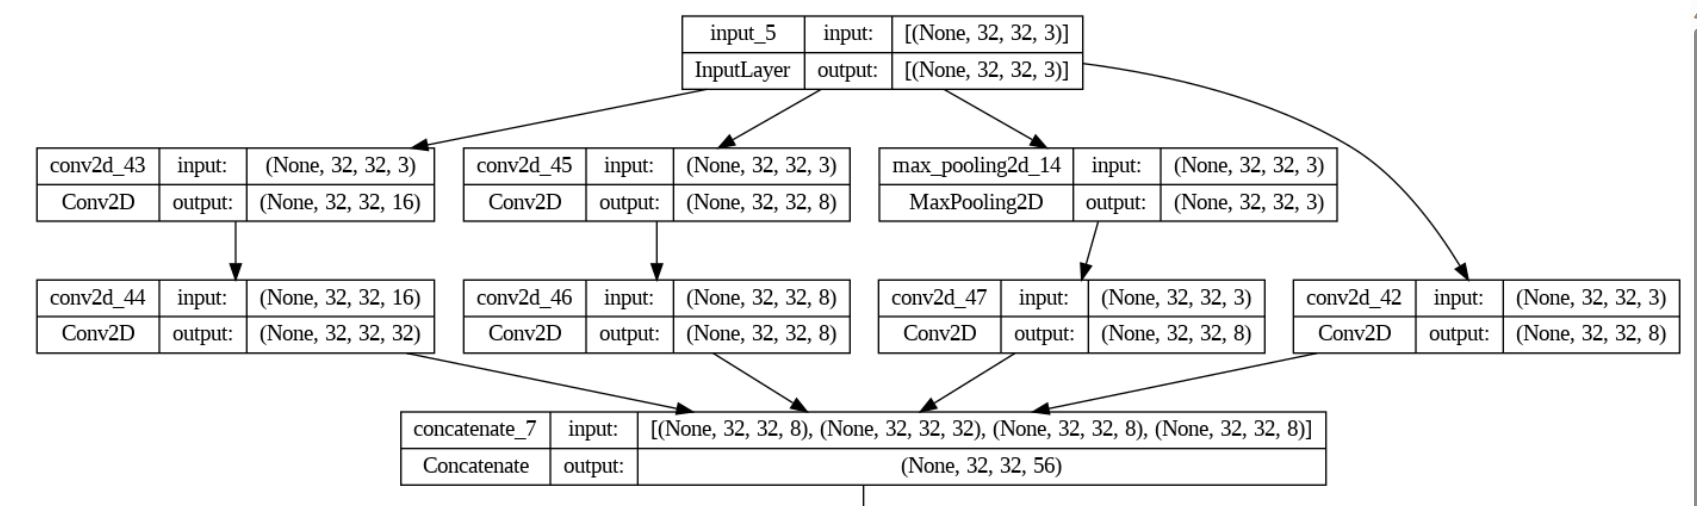 input_5 input: [(None, 32, 32, 3)]
InputLayer output: [(None, 32, 32, 3)]
conv2d_43 input: (None, 32, 32, 3)
Conv2D output: (None, 32, 32, 16)
conv2d_45 input: (None, 32, 32, 3)
Conv2D output: (None, 32, 32, 8)
max_pooling2d_14 input: (None, 32, 32, 3)
MaxPooling2D output: (None, 32, 32, 3)
conv2d_44 input: (None, 32, 32, 16)
Conv2D output: (None, 32, 32, 32)
conv2d_46 input: (None, 32, 32, 8)
Conv2D output: (None, 32, 32, 8)
conv2d_47 input: (None, 32, 32, 3)
Conv2D output: (None, 32, 32, 8)
conv2d_42 input: (None, 32, 32, 3)
Conv2D output: (None, 32, 32, 8)
concatenate_7 input: [(None, 32, 32, 8), (None, 32, 32, 32), (None, 32, 32, 8), (None, 32, 32, 8)]
Concatenate output: (None, 32, 32, 56)